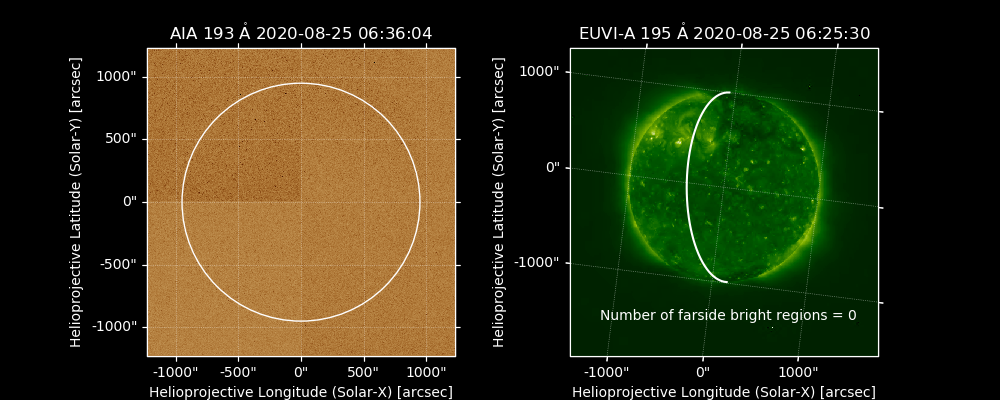 AIA 193 Å 2020-08-25 06:36:04
1000"
500"
0"
-500"
-1000"
-1000"
-500"
0"
500"
1000"
Helioprojective Longitude (Solar-X) [arcsec]
Helioprojective Latitude (Solar-Y) [arcsec]
EUVI-A 195 Å 2020-08-25 06:25:30
1000"
0"
-1000"
Number of farside bright regions = 0
-1000"
0"
1000"
Helioprojective Longitude (Solar-X) [arcsec]
Helioprojective Latitude (Solar-Y) [arcsec]